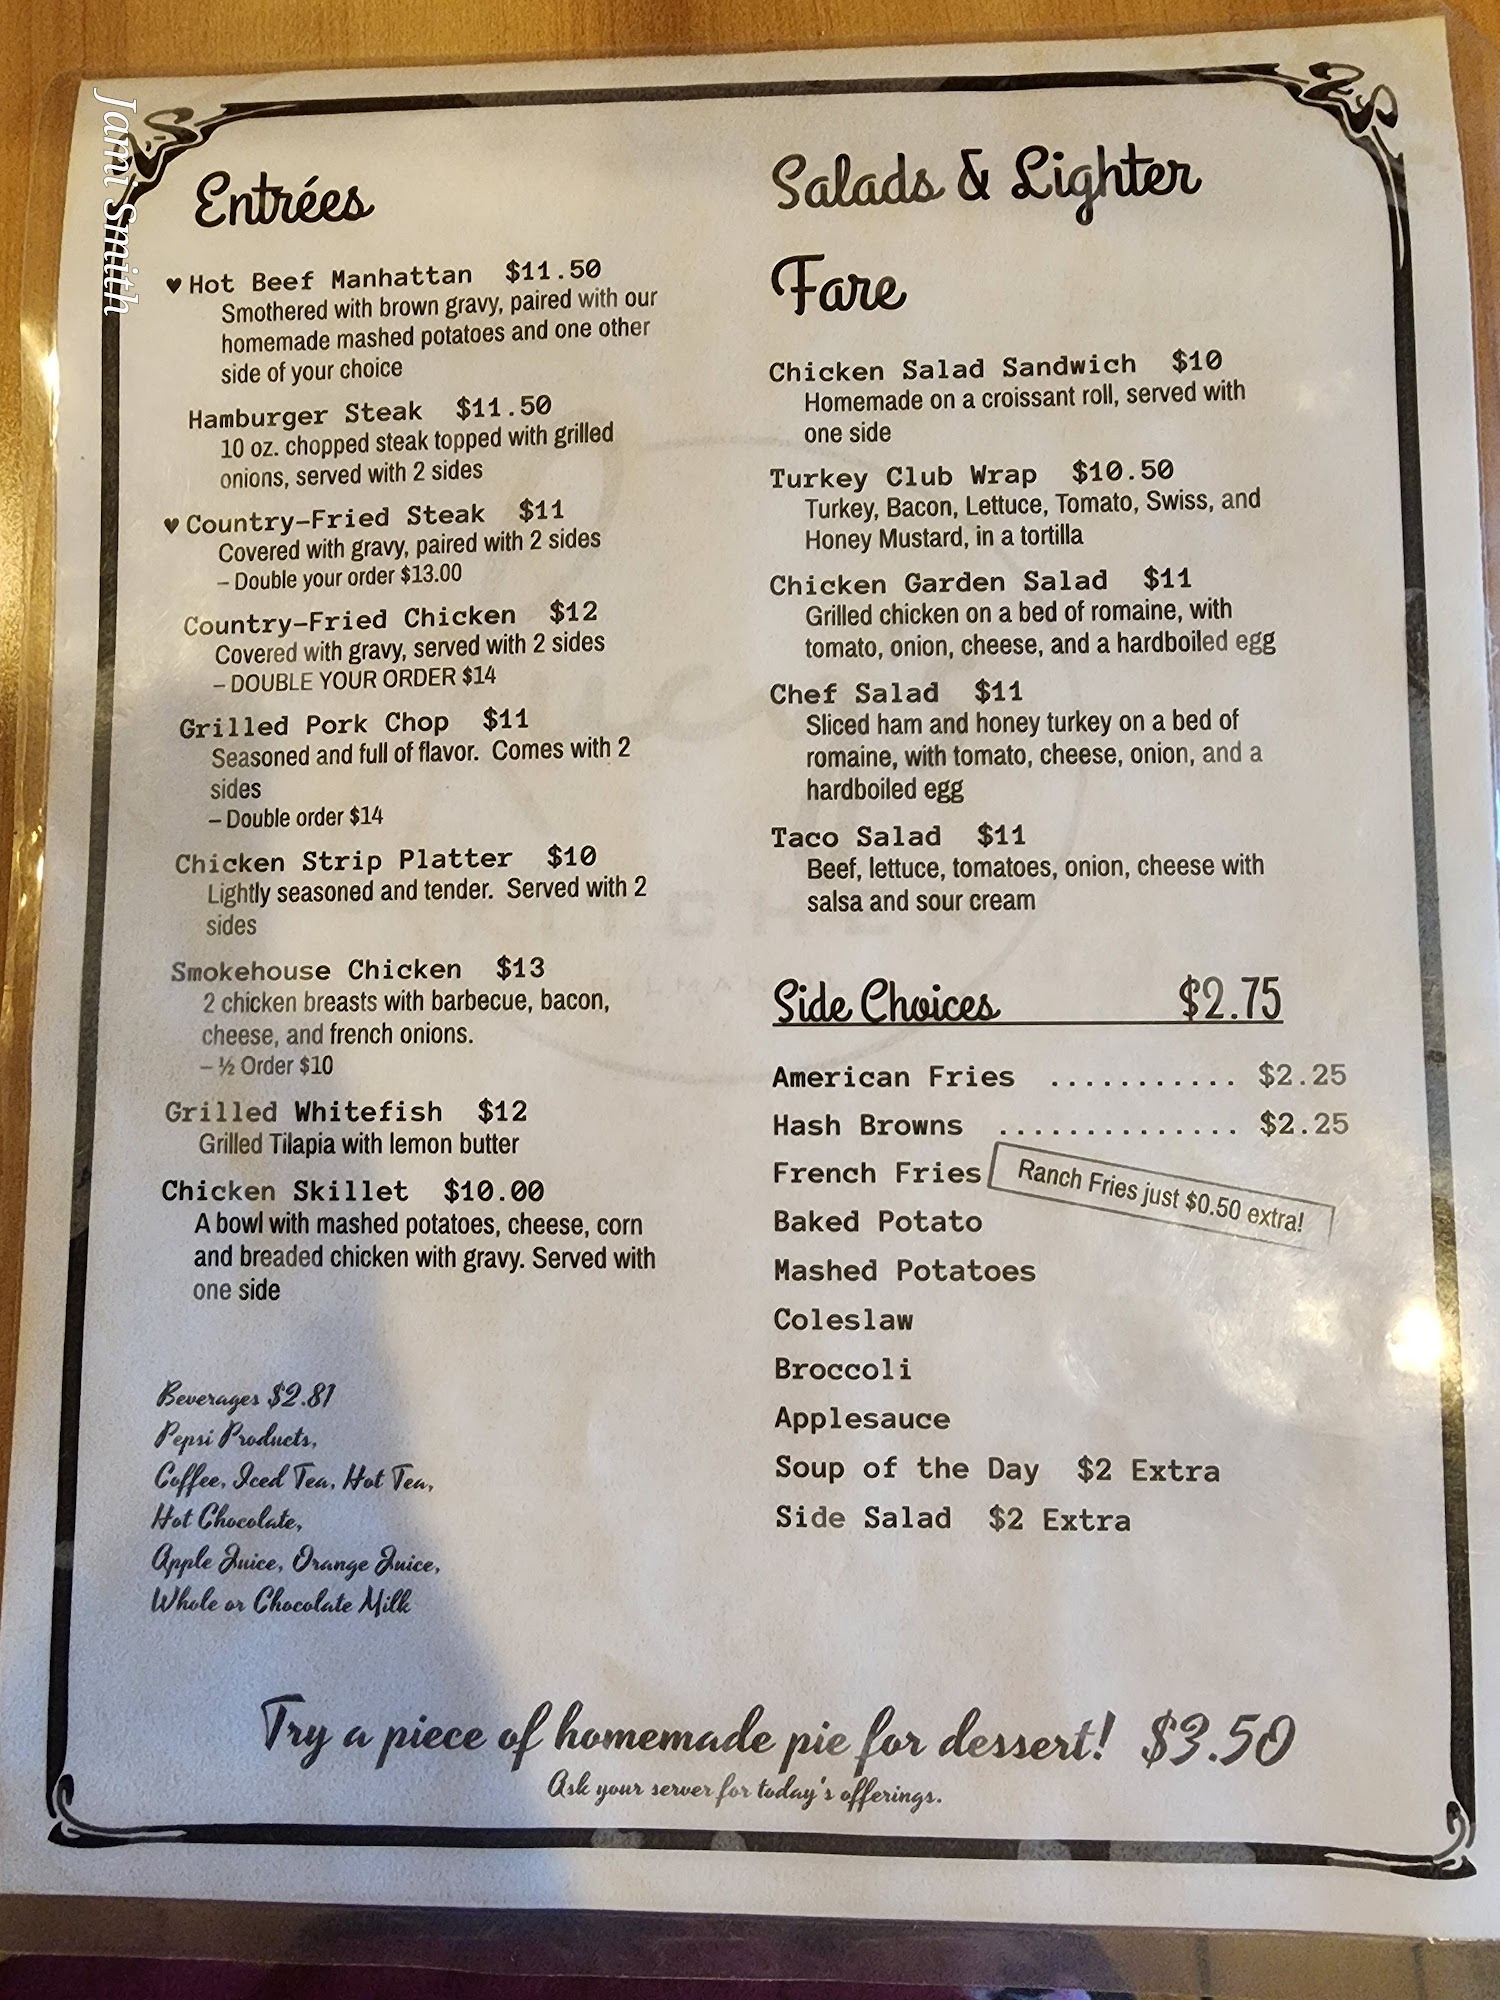 Jami Smith
Entrées
♥ Hot Beef Manhattan $11.50
Smothered with brown gravy, paired with our
homemade mashed potatoes and one other
side of your choice
Hamburger Steak $11.50
10 oz. chopped steak topped with grilled
onions, served with 2 sides
♥ Country-Fried Steak $11
Covered with gravy, paired with 2 sides
– Double your order $13.00
Country-Fried Chicken $12
Covered with gravy, served with 2 sides
– DOUBLE YOUR ORDER $14
Grilled Pork Chop $11
Seasoned and full of flavor. Comes with 2
sides
– Double order $14
Chicken Strip Platter $10
Lightly seasoned and tender. Served with 2
sides
Smokehouse Chicken $13
2 chicken breasts with barbecue, bacon,
cheese, and french onions.
– ½ Order $10
Grilled Whitefish $12
Grilled Tilapia with lemon butter
Chicken Skillet $10.00
A bowl with mashed potatoes, cheese, corn
and breaded chicken with gravy. Served with
one side
Beverages $2.81
Pepsi Products,
Coffee, Iced Tea, Hot Tea,
Hot Chocolate,
Apple Juice, Orange Juice,
Whole or Chocolate Milk
Salads & Lighter
Fare
Chicken Salad Sandwich $10
Homemade on a croissant roll, served with
one side
Turkey Club Wrap $10.50
Turkey, Bacon, Lettuce, Tomato, Swiss, and
Honey Mustard, in a tortilla
Chicken Garden Salad $11
Grilled chicken on a bed of romaine, with
tomato, onion, cheese, and a hardboiled egg
Chef Salad $11
Sliced ham and honey turkey on a bed of
romaine, with tomato, cheese, onion, and a
hardboiled egg
Taco Salad $11
Beef, lettuce, tomatoes, onion, cheese with
salsa and sour cream
Side Choices $2.75
American Fries ........... $2.25
Hash Browns .............. $2.25
French Fries Ranch Fries just $0.50 extra!
Baked Potato
Mashed Potatoes
Coleslaw
Broccoli
Applesauce
Soup of the Day $2 Extra
Side Salad $2 Extra
Try a piece of homemade pie for dessert! $3.50
Ask your server for today's offerings.